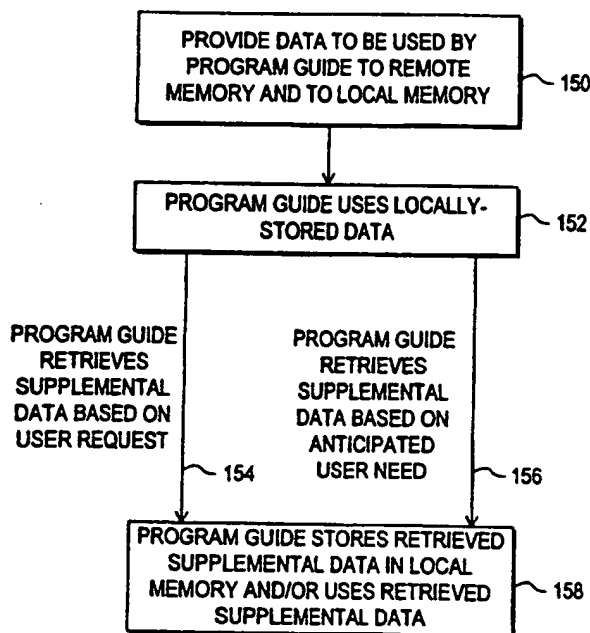 PROVIDE DATA TO BE USED BY
PROGRAM GUIDE TO REMOTE
MEMORY AND TO LOCAL MEMORY
150
PROGRAM GUIDE USES LOCALLY-
STORED DATA
152
PROGRAM GUIDE
RETRIEVES
SUPPLEMENTAL
DATA BASED ON
USER REQUEST
154
PROGRAM GUIDE
RETRIEVES
SUPPLEMENTAL
DATA BASED ON
ANTICIPATED
USER NEED
156
PROGRAM GUIDE STORES RETRIEVED
SUPPLEMENTAL DATA IN LOCAL
MEMORY AND/OR USES RETRIEVED
SUPPLEMENTAL DATA
158